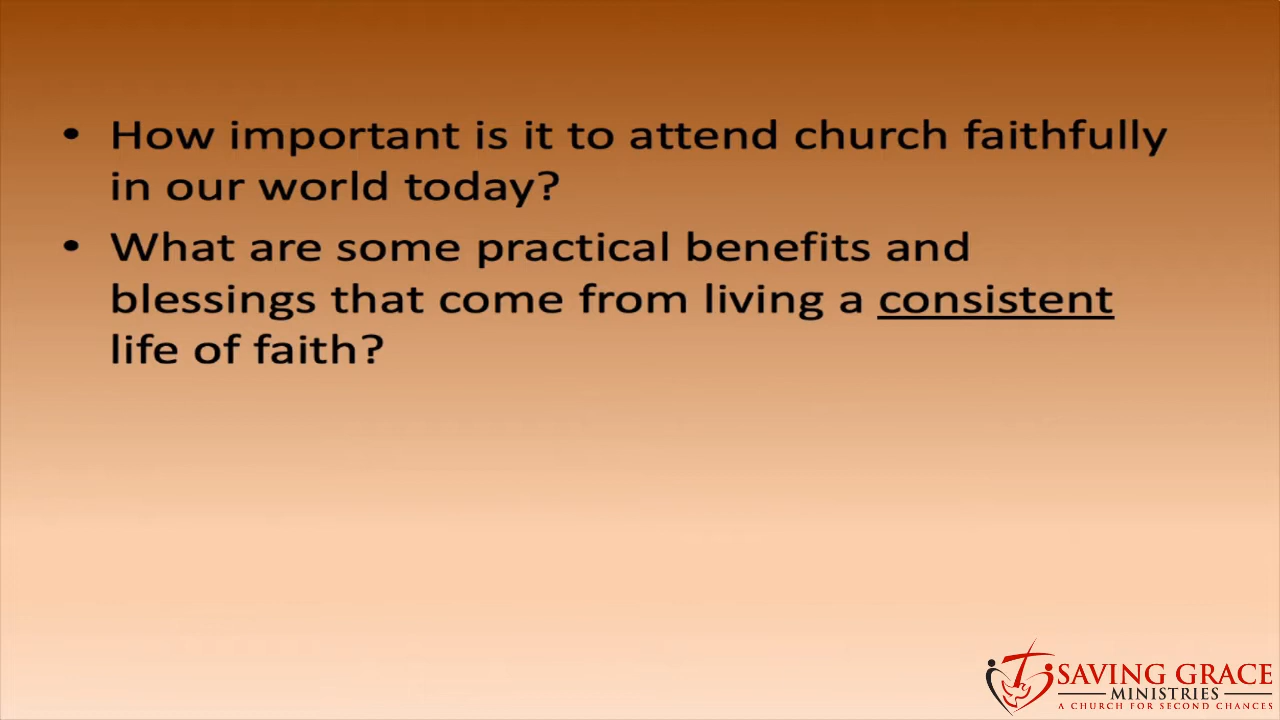 • How important is it to attend church faithfully
in our world today?
• What are some practical benefits and
blessings that come from living a consistent
life of faith?
SAVING GRACE
MINISTRIES
A CHURCH FOR SECOND CHANCES